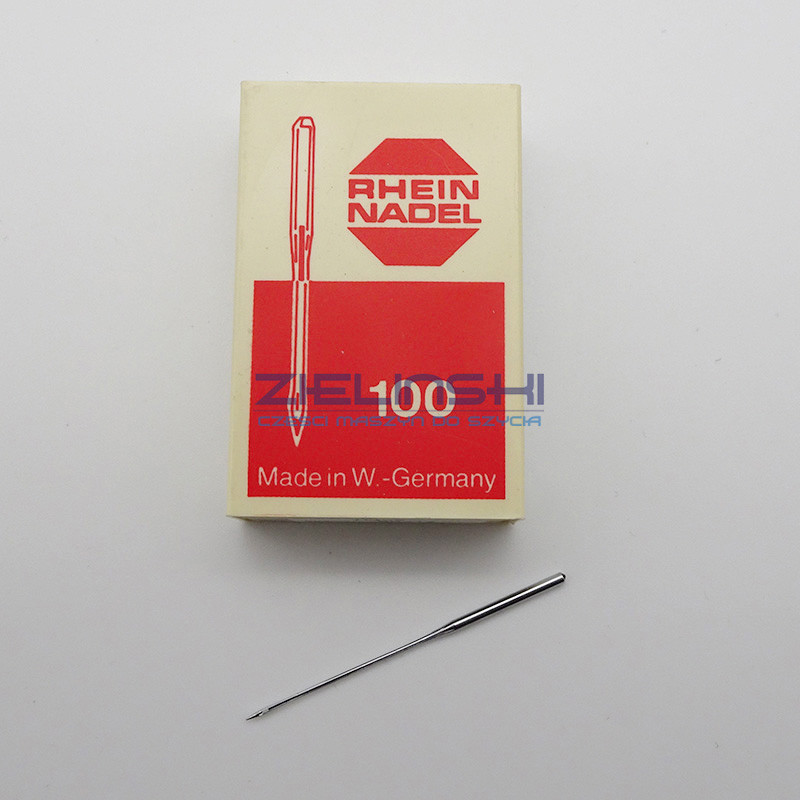 RHEIN
NADEL
ZIELINSKI
100
CZĘŚCI MASZYN DO SZYCIA
Made in W.-Germany